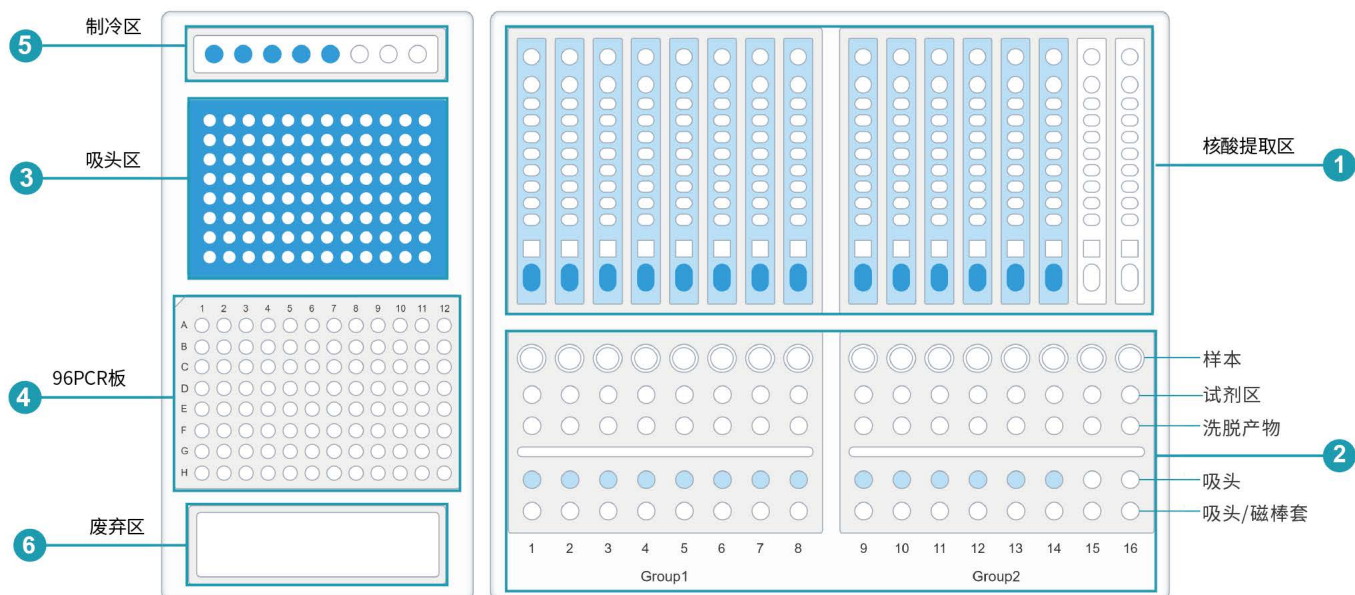 5
制冷区
3
吸头区
4
96PCR板
1 2 3 4 5 6 7 8 9 10 11 12
A
B
C
D
E
F
G
H
6
废弃区
核酸提取区
1
样本
试剂区
洗脱产物
2
吸头
吸头/磁棒套
1 2 3 4 5 6 7 8 9 10 11 12 13 14 15 16
Group1 Group2